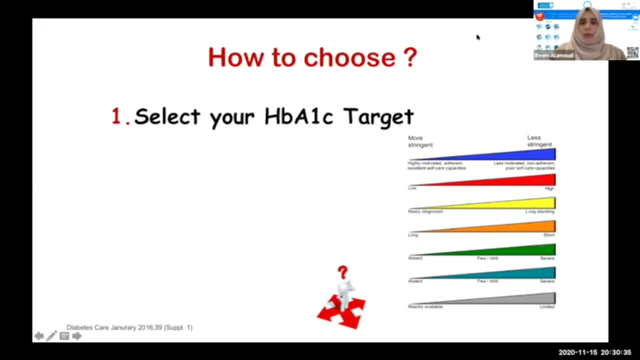 How to choose ?
1. Select your HbA1c Target
More stringent
Less stringent
Highly motivated, adherent, excellent self-care capacities
Less motivated, non-adherent, poor self-care capacities
Low
High
Newly diagnosed
Long-standing
Long
Short
Absent
Few / mild
Severe
Absent
Few / mild
Severe
Readily available
Limited
?
Diabetes Care Janurary 2016;39 (Suppl. 1)
2020-11-15 20:30:35